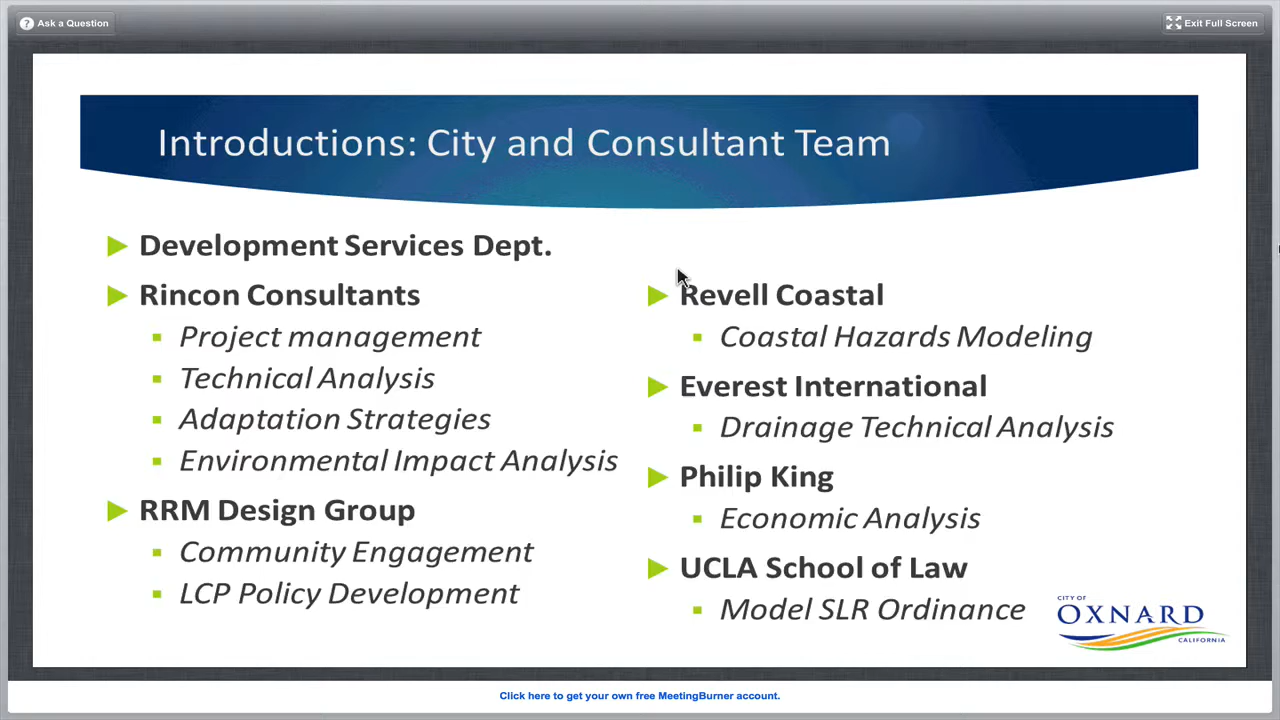 Ask a Question
Exit Full Screen
Introductions: City and Consultant Team
Development Services Dept.
Rincon Consultants
Project management
Technical Analysis
Adaptation Strategies
Environmental Impact Analysis
RRM Design Group
Community Engagement
LCP Policy Development
Revell Coastal
Coastal Hazards Modeling
Everest International
Drainage Technical Analysis
Philip King
Economic Analysis
UCLA School of Law
Model SLR Ordinance
CITY OF
OXNARD
CALIFORNIA
Click here to get your own free MeetingBurner account.